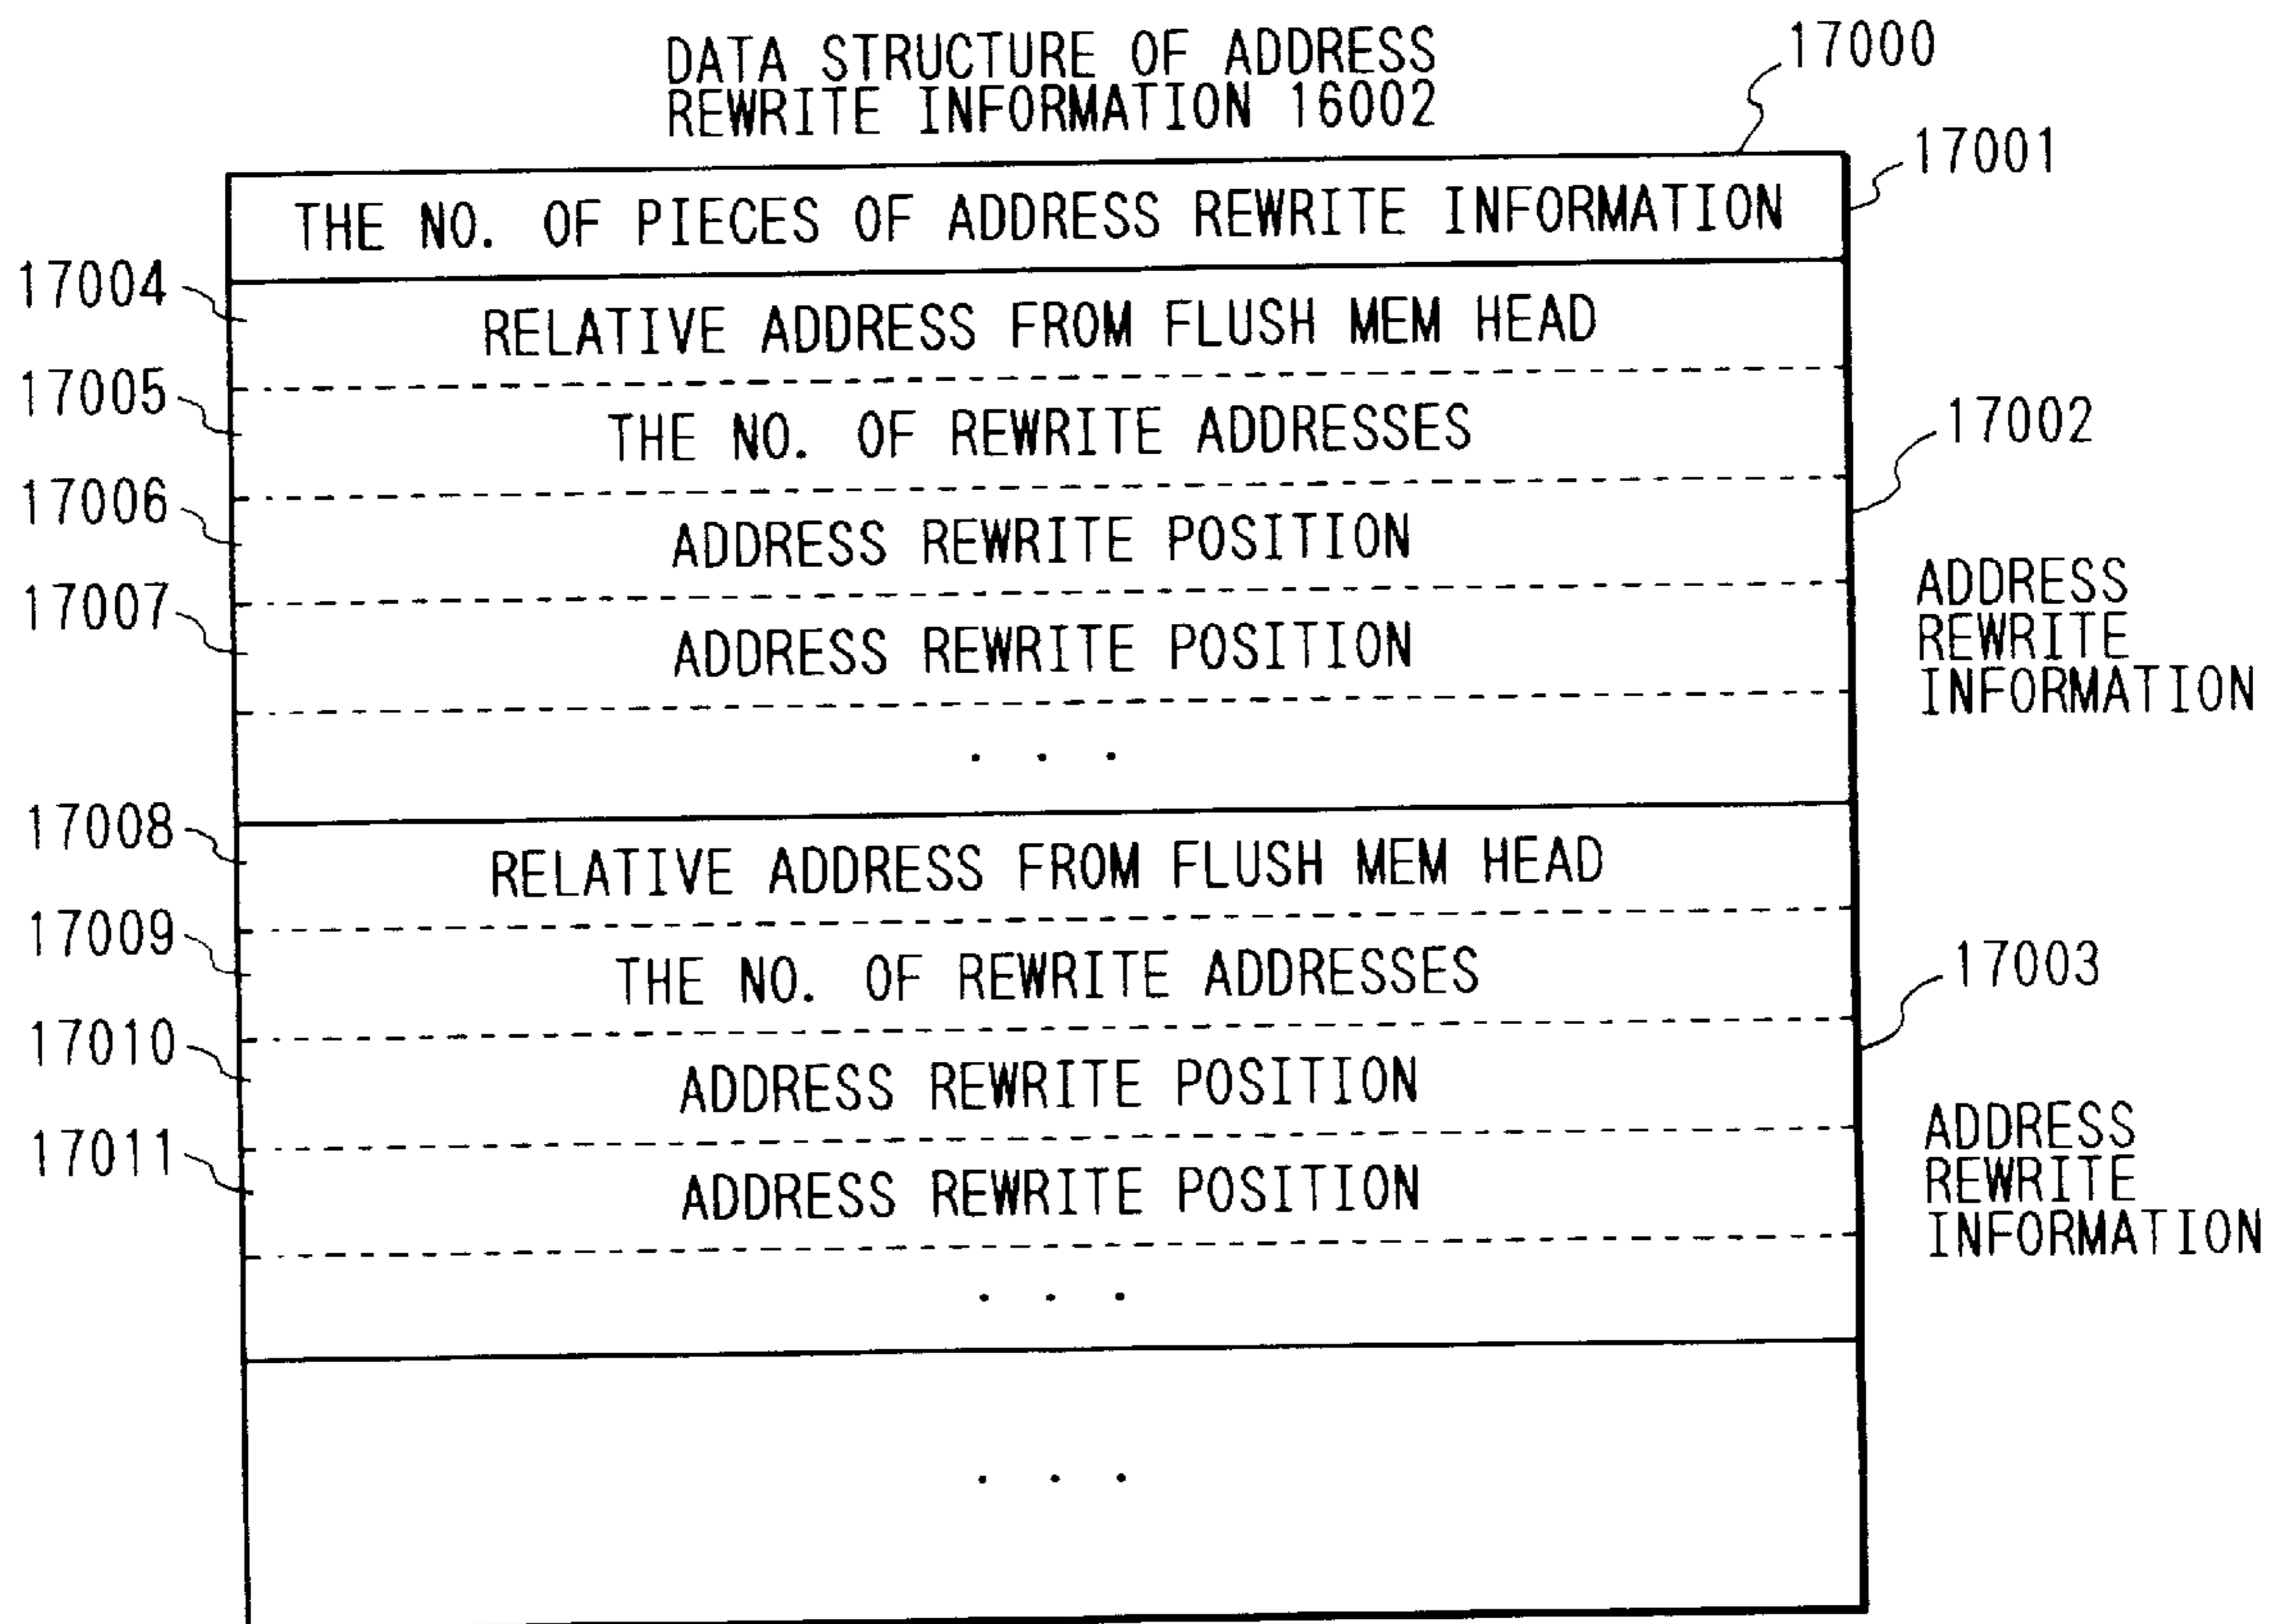 DATA STRUCTURE OF ADDRESS
REWRITE INFORMATION 16002
17000
17001
THE NO. OF PIECES OF ADDRESS REWRITE INFORMATION
17004
RELATIVE ADDRESS FROM FLUSH MEM HEAD
17005
THE NO. OF REWRITE ADDRESSES
17002
17006
ADDRESS REWRITE POSITION
17007
ADDRESS REWRITE POSITION
ADDRESS
REWRITE
INFORMATION
. . .
17008
RELATIVE ADDRESS FROM FLUSH MEM HEAD
17009
THE NO. OF REWRITE ADDRESSES
17003
17010
ADDRESS REWRITE POSITION
17011
ADDRESS REWRITE POSITION
ADDRESS
REWRITE
INFORMATION
. . .
. . .